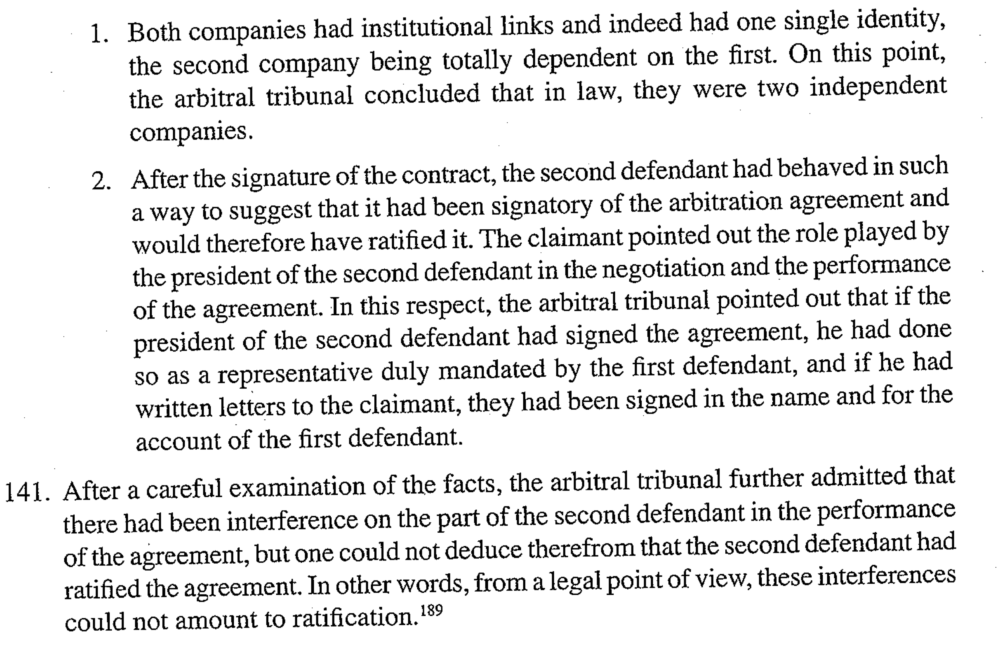 1. Both companies had institutional links and indeed had one single identity,
the second company being totally dependent on the first. On this point,
the arbitral tribunal concluded that in law, they were two independent
companies.
2. After the signature of the contract, the second defendant had behaved in such
a way to suggest that it had been signatory of the arbitration agreement and
would therefore have ratified it. The claimant pointed out the role played by
the president of the second defendant in the negotiation and the performance
of the agreement. In this respect, the arbitral tribunal pointed out that if the
president of the second defendant had signed the agreement, he had done
so as a representative duly mandated by the first defendant, and if he had
written letters to the claimant, they had been signed in the name and for the
account of the first defendant.
141. After a careful examination of the facts, the arbitral tribunal further admitted that
there had been interference on the part of the second defendant in the performance
of the agreement, but one could not deduce therefrom that the second defendant had
ratified the agreement. In other words, from a legal point of view, these interferences
could not amount to ratification.189